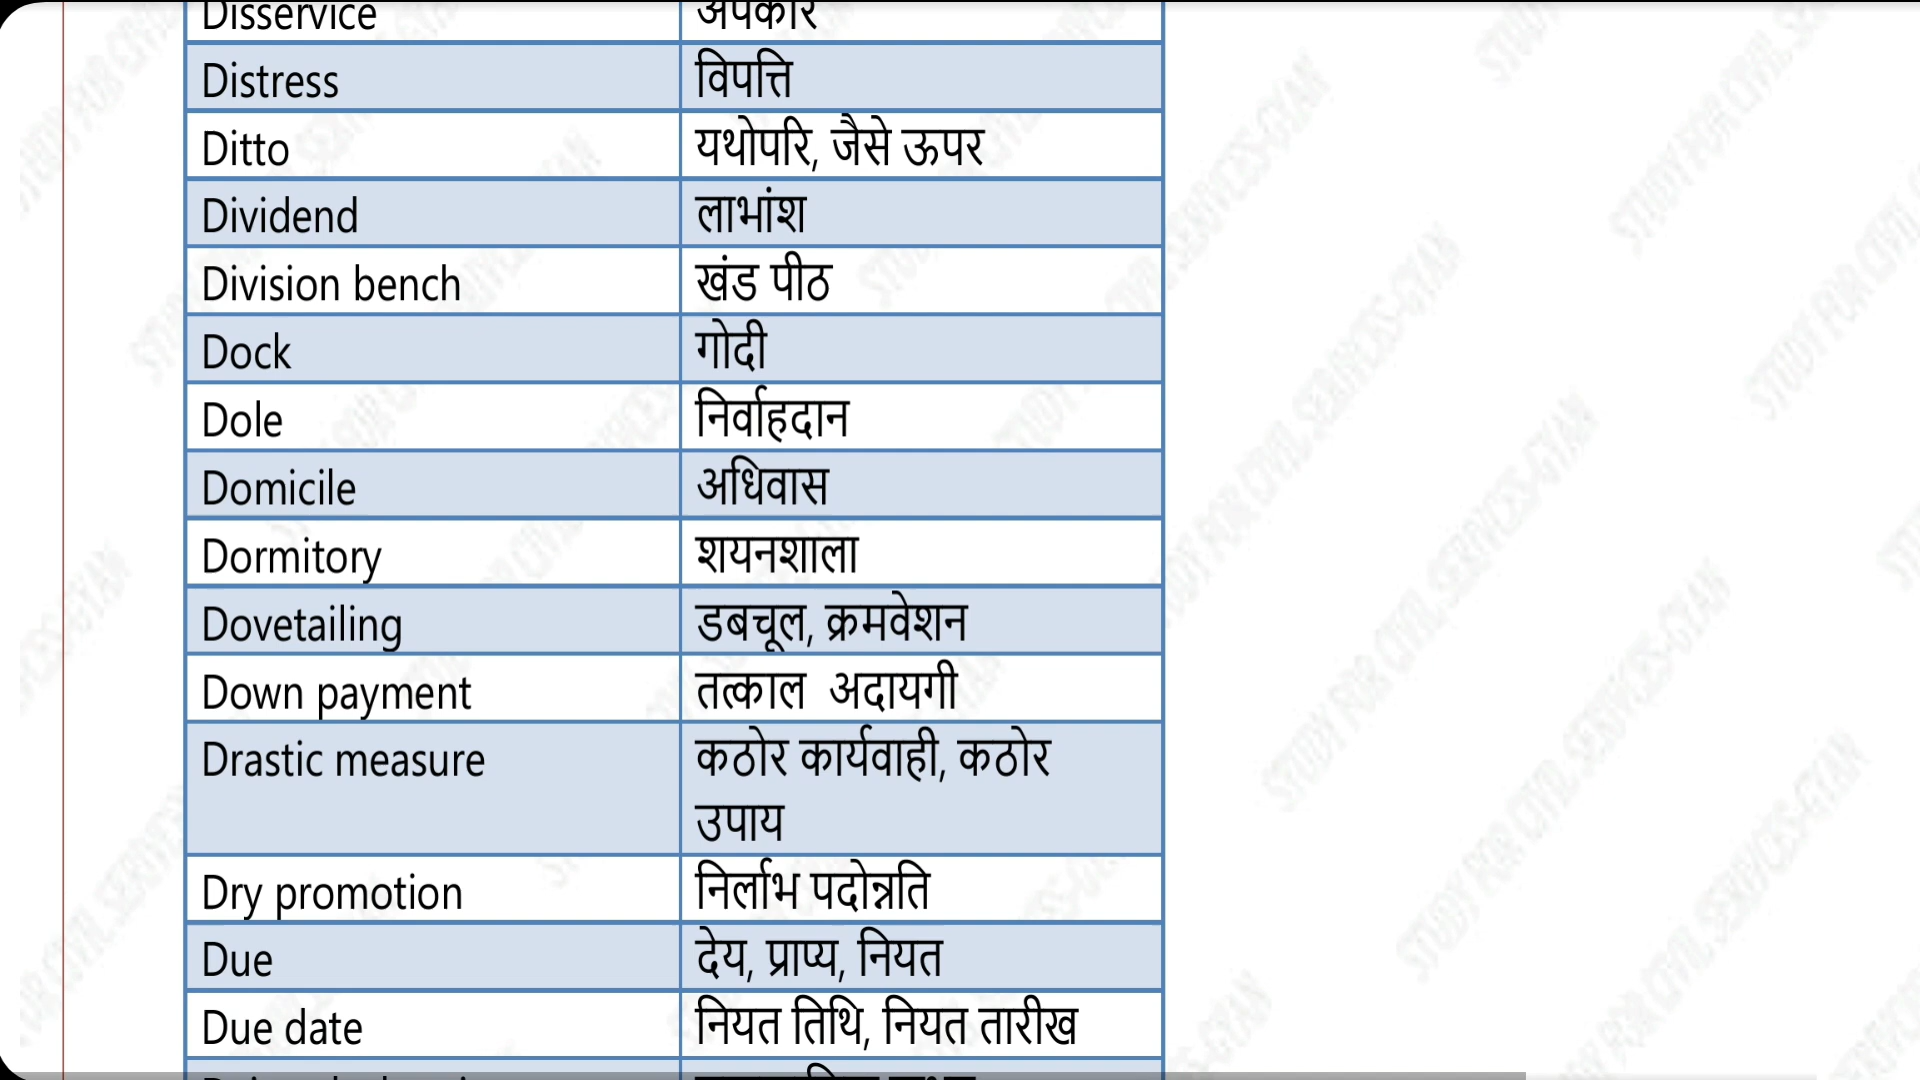 Disservice अपकार
Distress विपत्ति
Ditto यथोपरि, जैसे ऊपर
Dividend लाभांश
Division bench खंड पीठ
Dock गोदी
Dole निर्वाहदान
Domicile अधिवास
Dormitory शयनशाला
Dovetailing डबचूल, क्रमवेशन
Down payment तत्काल  अदायगी
Drastic measure कठोर कार्यवाही, कठोर
उपाय
Dry promotion निर्लाभ पदोन्नति
Due देय, प्राप्य, नियत
Due date नियत तिथि, नियत तारीख